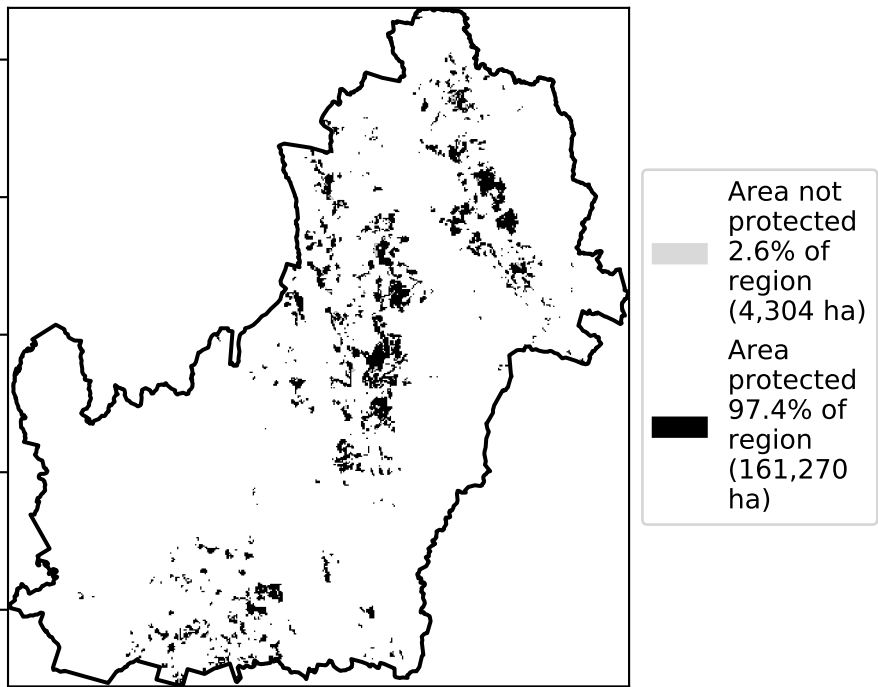 Area not
protected
2.6% of
region
(4,304 ha)
Area
protected
97.4% of
region
(161,270
ha)